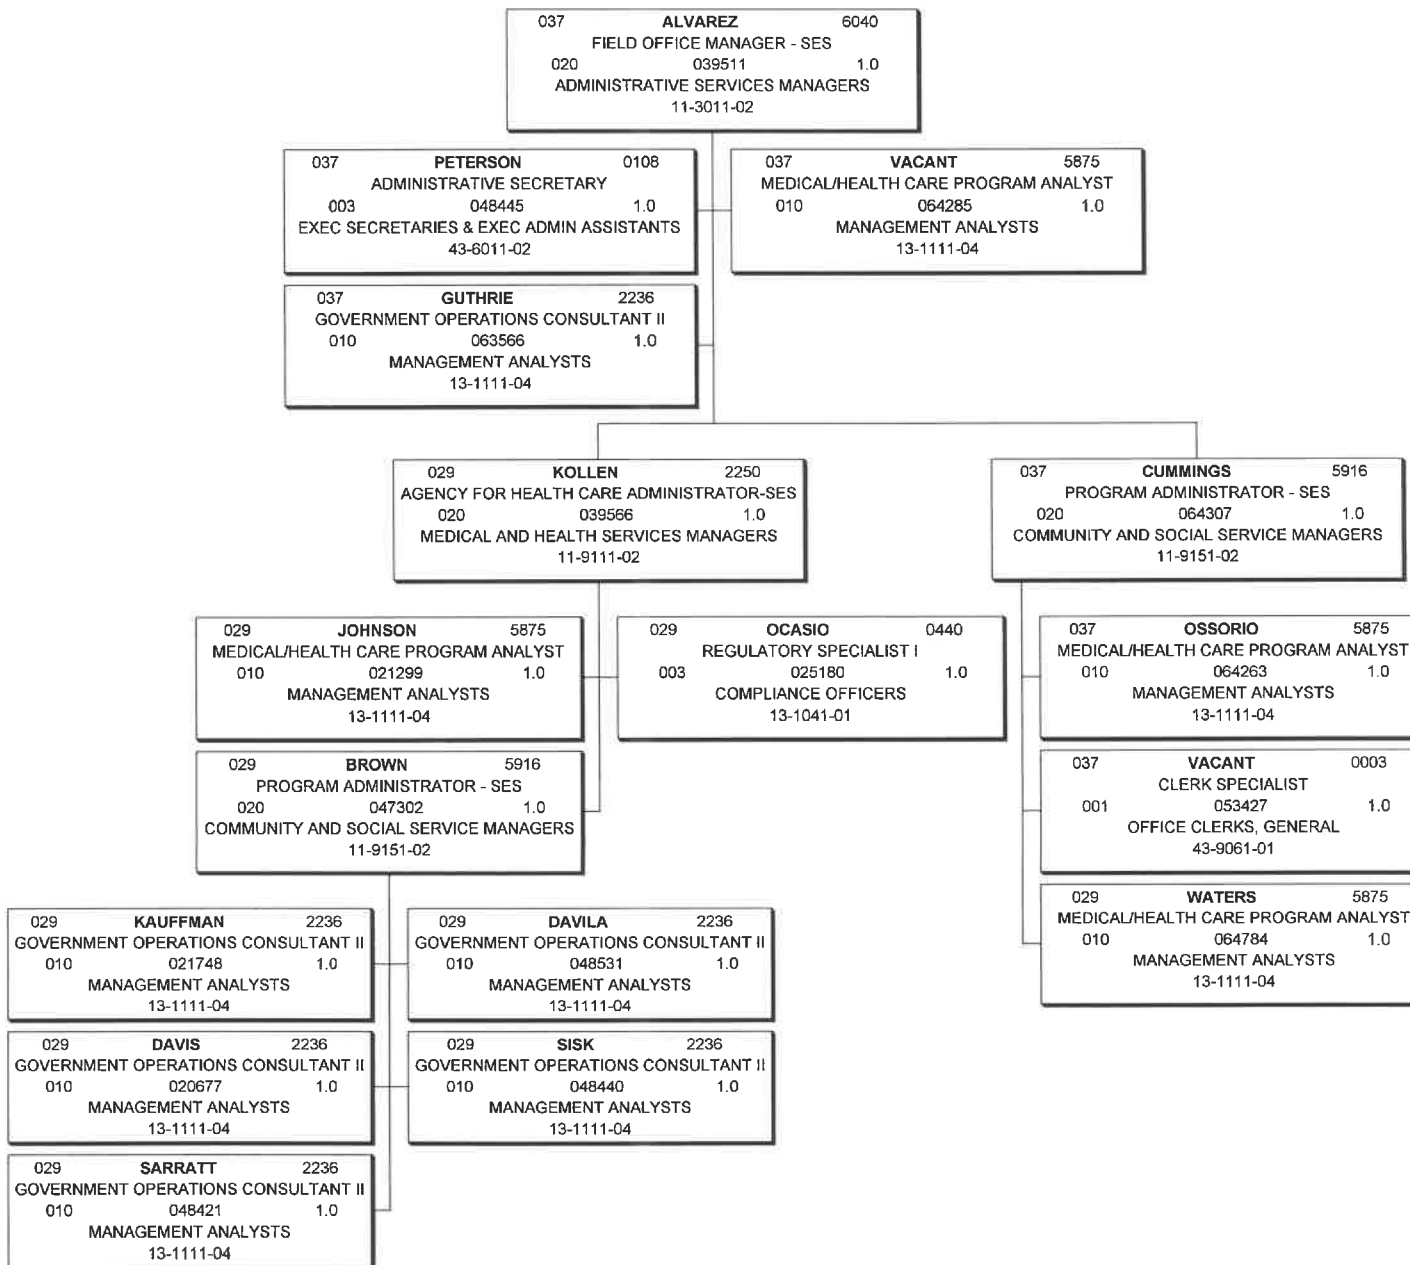 037 ALVAREZ 6040
FIELD OFFICE MANAGER - SES
020 039511 1.0
ADMINISTRATIVE SERVICES MANAGERS
11-3011-02
037 PETERSON 0108
ADMINISTRATIVE SECRETARY
003 048445 1.0
EXEC SECRETARIES & EXEC ADMIN ASSISTANTS
43-6011-02
037 VACANT 5875
MEDICAL/HEALTH CARE PROGRAM ANALYST
010 064285 1.0
MANAGEMENT ANALYSTS
13-1111-04
037 GUTHRIE 2236
GOVERNMENT OPERATIONS CONSULTANT II
010 063566 1.0
MANAGEMENT ANALYSTS
13-1111-04
029 KOLLEN 2250
AGENCY FOR HEALTH CARE ADMINISTRATOR-SES
020 039566 1.0
MEDICAL AND HEALTH SERVICES MANAGERS
11-9111-02
037 CUMMINGS 5916
PROGRAM ADMINISTRATOR - SES
020 064307 1.0
COMMUNITY AND SOCIAL SERVICE MANAGERS
11-9151-02
029 JOHNSON 5875
MEDICAL/HEALTH CARE PROGRAM ANALYST
010 021299 1.0
MANAGEMENT ANALYSTS
13-1111-04
029 OCASIO 0440
REGULATORY SPECIALIST I
003 025180 1.0
COMPLIANCE OFFICERS
13-1041-01
037 OSSORIO 5875
MEDICAL/HEALTH CARE PROGRAM ANALYST
010 064263 1.0
MANAGEMENT ANALYSTS
13-1111-04
029 BROWN 5916
PROGRAM ADMINISTRATOR - SES
020 047302 1.0
COMMUNITY AND SOCIAL SERVICE MANAGERS
11-9151-02
037 VACANT 0003
CLERK SPECIALIST
001 053427 1.0
OFFICE CLERKS, GENERAL
43-9061-01
029 KAUFFMAN 2236
GOVERNMENT OPERATIONS CONSULTANT II
010 021748 1.0
MANAGEMENT ANALYSTS
13-1111-04
029 DAVILA 2236
GOVERNMENT OPERATIONS CONSULTANT II
010 048531 1.0
MANAGEMENT ANALYSTS
13-1111-04
029 WATERS 5875
MEDICAL/HEALTH CARE PROGRAM ANALYST
010 064784 1.0
MANAGEMENT ANALYSTS
13-1111-04
029 DAVIS 2236
GOVERNMENT OPERATIONS CONSULTANT II
010 020677 1.0
MANAGEMENT ANALYSTS
13-1111-04
029 SISK 2236
GOVERNMENT OPERATIONS CONSULTANT II
010 048440 1.0
MANAGEMENT ANALYSTS
13-1111-04
029 SARRATT 2236
GOVERNMENT OPERATIONS CONSULTANT II
010 048421 1.0
MANAGEMENT ANALYSTS
13-1111-04